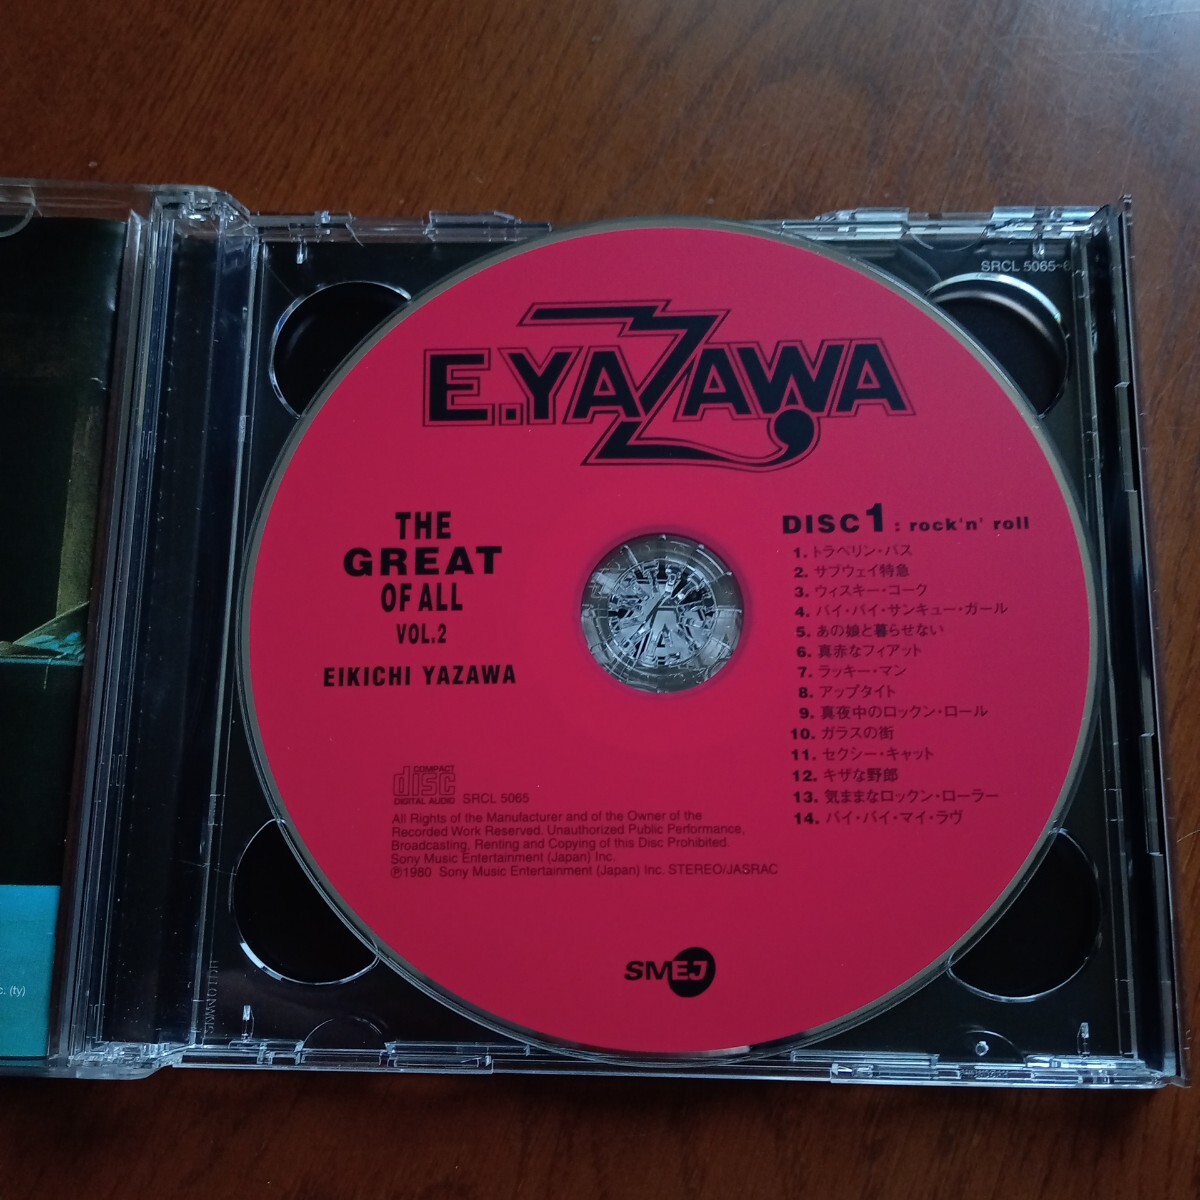 SRCL 5065~6
E.YAZAWA
THE
GREAT
OF ALL
VOL.2
EIKICHI YAZAWA
DISC 1 : rock'n' roll
1. トラベリン・バス
2. サブウェイ特急
3. ウィスキー・コーク
4. バイ・バイ・サンキュー・ガール
5. あの娘と暮らせない
6. 真赤なフィアット
7. ラッキー・マン
8. アップタイト
9. 真夜中のロックン・ロール
10. ガラスの街
11. セクシー・キャット
12. キザな野郎
13. 気ままなロックン・ローラー
14. バイ・バイ・マイ・ラヴ
COMPACT
disc
DIGITAL AUDIO
SRCL 5065
All Rights of the Manufacturer and of the Owner of the
Recorded Work Reserved. Unauthorized Public Performance,
Broadcasting, Renting and Copying of this Disc Prohibited.
Sony Music Entertainment (Japan) Inc.
℗1980 Sony Music Entertainment (Japan) Inc. STEREO/JASRAC
SMEJ
c. (ty)